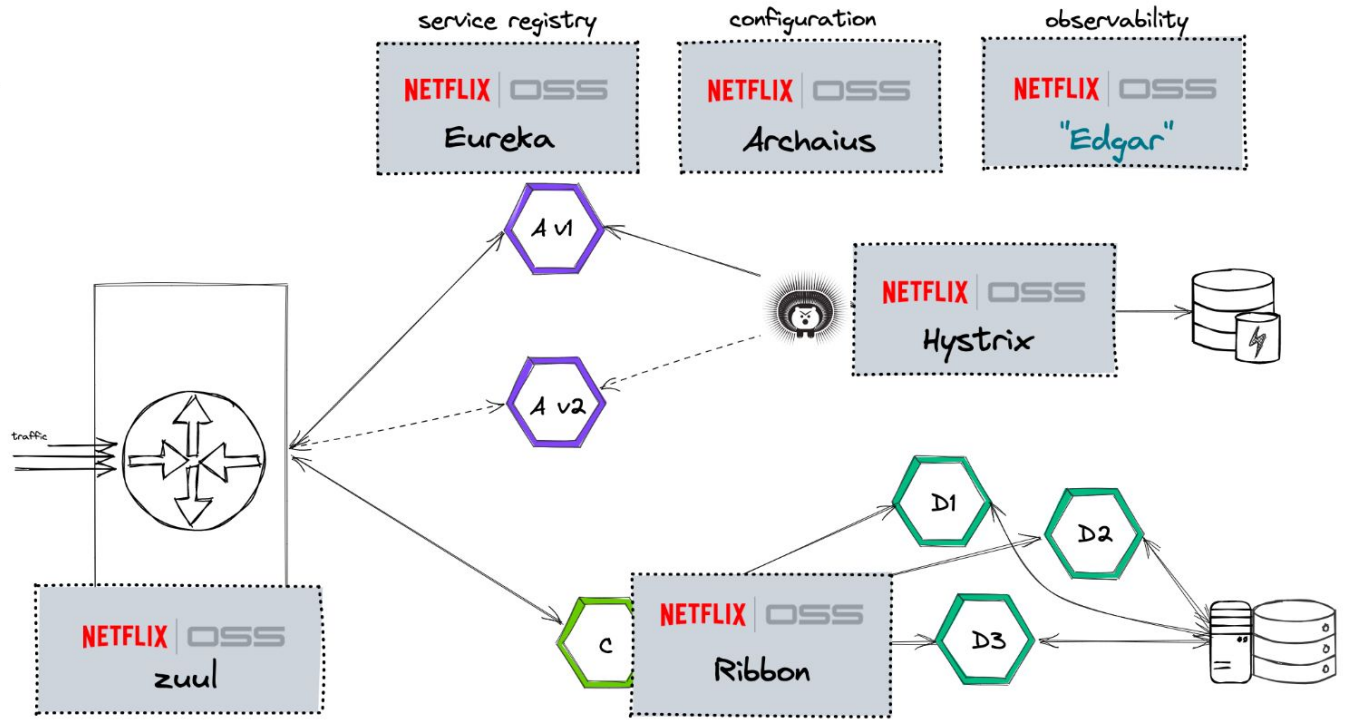 service registry
configuration
observability
NETFLIX OSS
Eureka
NETFLIX OSS
Archaius
NETFLIX OSS
"Edgar"
A v1
NETFLIX OSS
Hystrix
A v2
traffic
D1
D2
NETFLIX OSS
zuul
C
NETFLIX OSS
Ribbon
D3